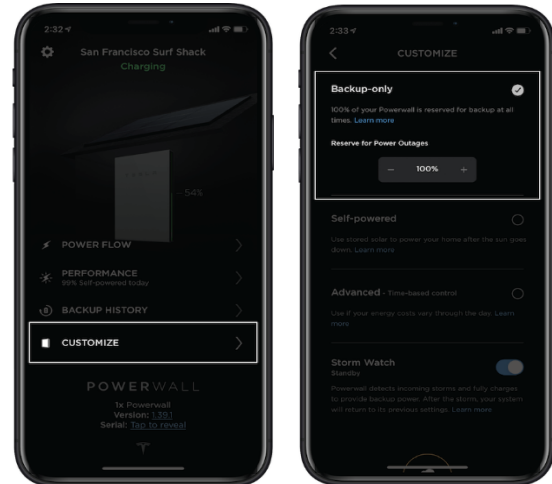 2:32
San Francisco Surf Shack
Charging
54%
POWER FLOW
PERFORMANCE
99% Self-powered today
BACKUP HISTORY
CUSTOMIZE
POWERWALL
1x Powerwall
Version: 1.39.1
Serial: Tap to reveal
2:33
CUSTOMIZE
Backup-only
100% of your Powerwall is reserved for backup at all
times. Learn more
Reserve for Power Outages
− 100% +
Self-powered
Use stored solar to power your home after the sun goes
down. Learn more
Advanced - Time-based control
Use if your energy costs vary through the day. Learn
more
Storm Watch
Standby
Powerwall detects incoming storms and fully charges
to provide backup power. After the storm, your system
will return to its previous settings. Learn more